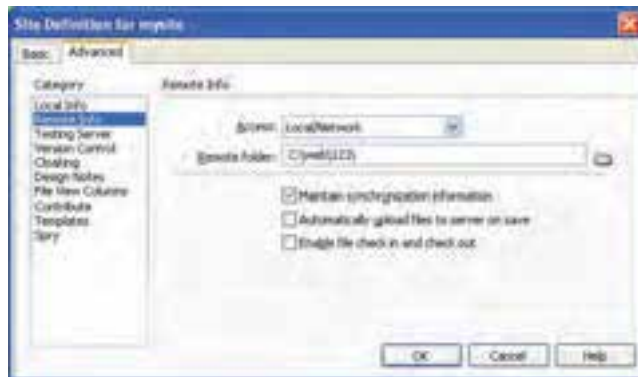 Site Definition for mysite
Basic Advanced
Category
Remote Info
Local Info
Remote Info
Testing Server
Version Control
Cloaking
Design Notes
File View Columns
Contribute
Templates
Spry
Access: Local/Network
Remote folder:
Maintain synchronization information
Automatically upload files to server on save
Enable file check in and check out
OK Cancel Help